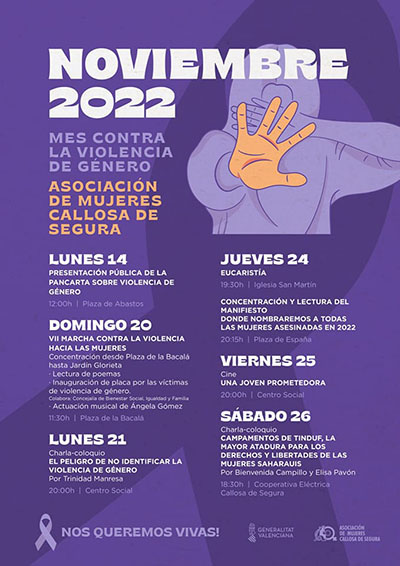 NOVIEMBRE
2022
MES CONTRA
LA VIOLENCIA
DE GÉNERO
ASOCIACIÓN
DE MUJERES
CALLOSA DE
SEGURA
LUNES 14
PRESENTACIÓN PÚBLICA DE LA
PANCARTA SOBRE VIOLENCIA DE
GÉNERO
12:00h | Plaza de Abastos
DOMINGO 20
VII MARCHA CONTRA LA VIOLENCIA
HACIA LAS MUJERES
Concentración desde Plaza de la Bacalá
hasta Jardín Glorieta
· Lectura de poemas
· Inauguración de placa por las víctimas
de violencia de género.
Colabora: Concejalía de Bienestar Social, Igualdad y Familia
· Actuación musical de Ángela Gómez
11:30h | Plaza de la Bacalá
LUNES 21
Charla-coloquio
EL PELIGRO DE NO IDENTIFICAR LA
VIOLENCIA DE GÉNERO
Por Trinidad Manresa
20:00h | Centro Social
JUEVES 24
EUCARISTÍA
19:30h | Iglesia San Martín
CONCENTRACIÓN Y LECTURA DEL
MANIFIESTO
DONDE NOMBRAREMOS A TODAS
LAS MUJERES ASESINADAS EN 2022
20:15h | Plaza de España
VIERNES 25
Cine
UNA JOVEN PROMETEDORA
20:00h | Centro Social
SÁBADO 26
Charla-coloquio
CAMPAMENTOS DE TINDUF, LA
MAYOR ATADURA PARA LOS
DERECHOS Y LIBERTADES DE LAS
MUJERES SAHARAUIS
Por Bienvenida Campillo y Elisa Pavón
18:30h | Cooperativa Eléctrica
Callosa de Segura
NOS QUEREMOS VIVAS!
GENERALITAT
VALENCIANA
ASOCIACIÓN
DE MUJERES
CALLOSA DE SEGURA